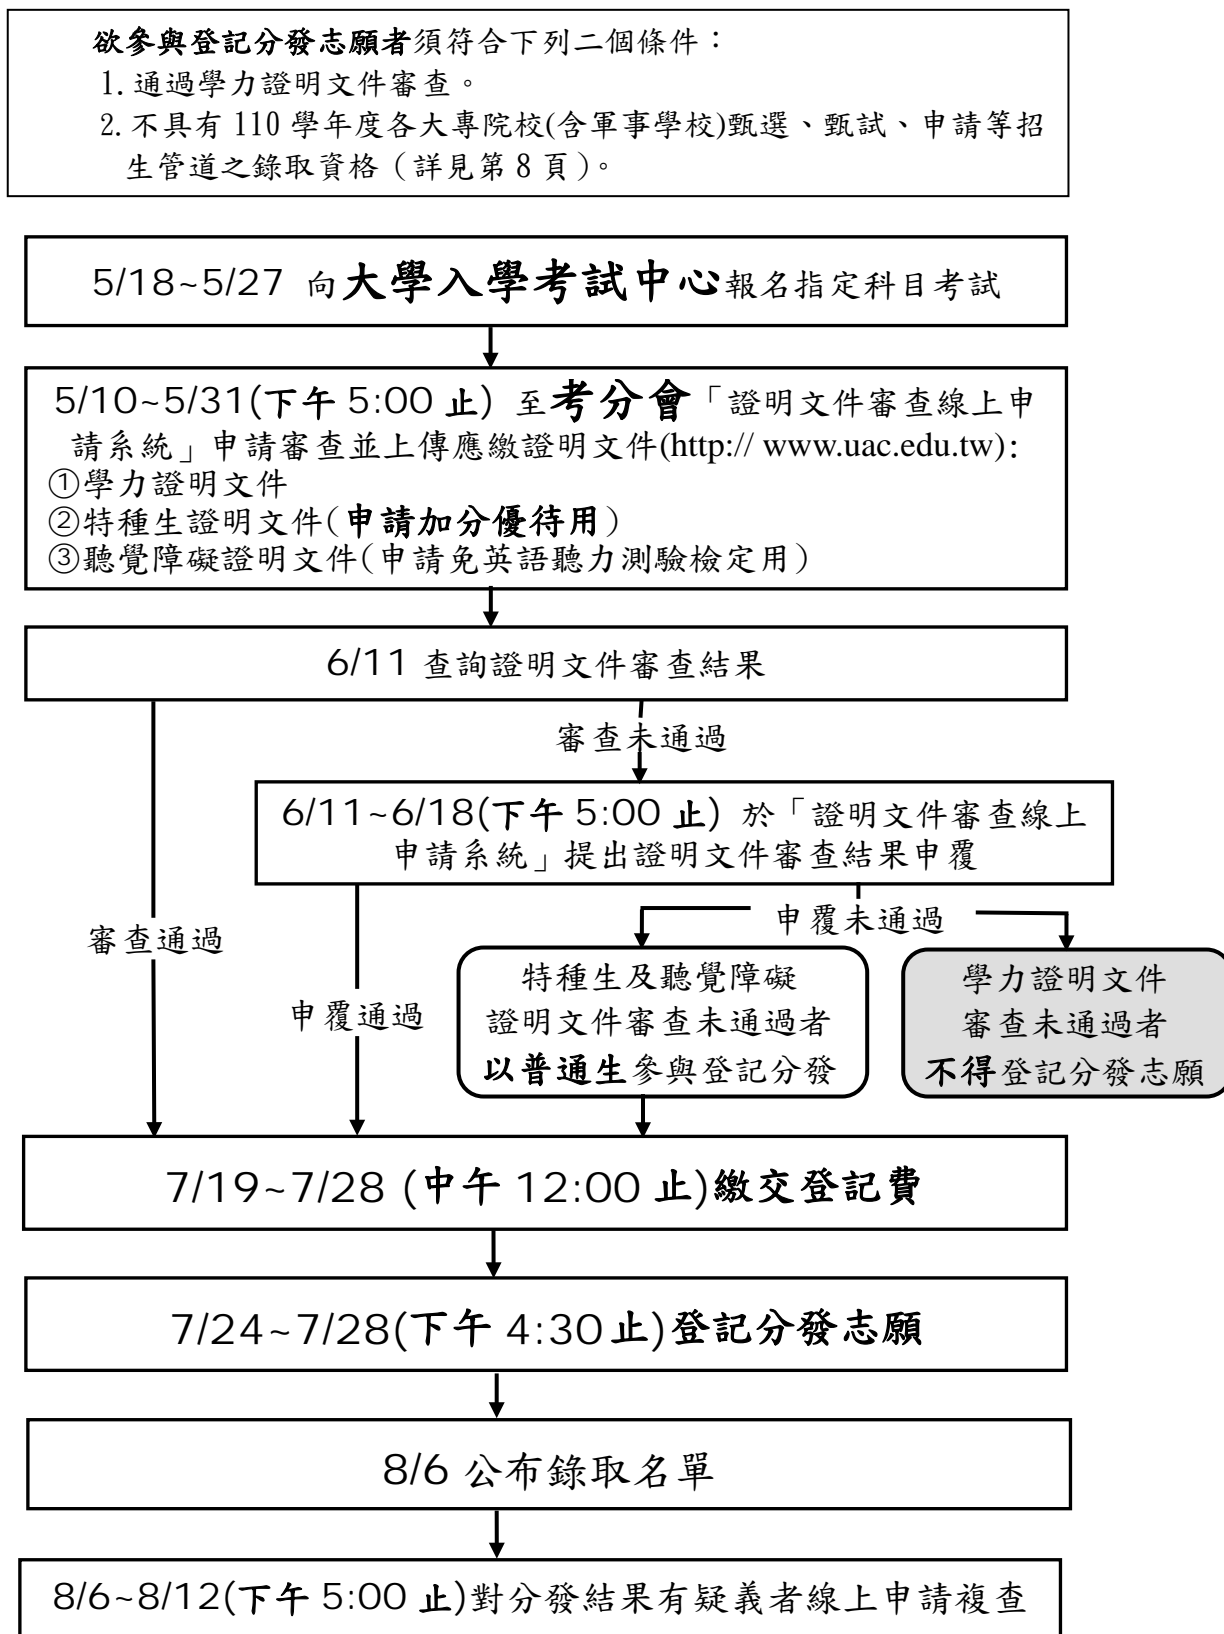 欲參與登記分發志願者須符合下列二個條件：
1.通過學力證明文件審查。
2.不具有 110 學年度各大專院校(含軍事學校)甄選、甄試、申請等招
生管道之錄取資格（詳見第 8 頁）。
5/18~5/27 向大學入學考試中心報名指定科目考試
5/10~5/31(下午 5:00 止) 至考分會「證明文件審查線上申
請系統」申請審查並上傳應繳證明文件(http:// www.uac.edu.tw)：
①學力證明文件
②特種生證明文件(申請加分優待用)
③聽覺障礙證明文件(申請免英語聽力測驗檢定用)
6/11 查詢證明文件審查結果
審查未通過
6/11~6/18(下午 5:00 止) 於「證明文件審查線上
申請系統」提出證明文件審查結果申覆
申覆未通過
審查通過
申覆通過
特種生及聽覺障礙
證明文件審查未通過者
以普通生參與登記分發
學力證明文件
審查未通過者
不得登記分發志願
7/19~7/28 (中午 12:00 止)繳交登記費
7/24~7/28(下午 4:30 止)登記分發志願
8/6 公布錄取名單
8/6~8/12(下午 5:00 止)對分發結果有疑義者線上申請複查